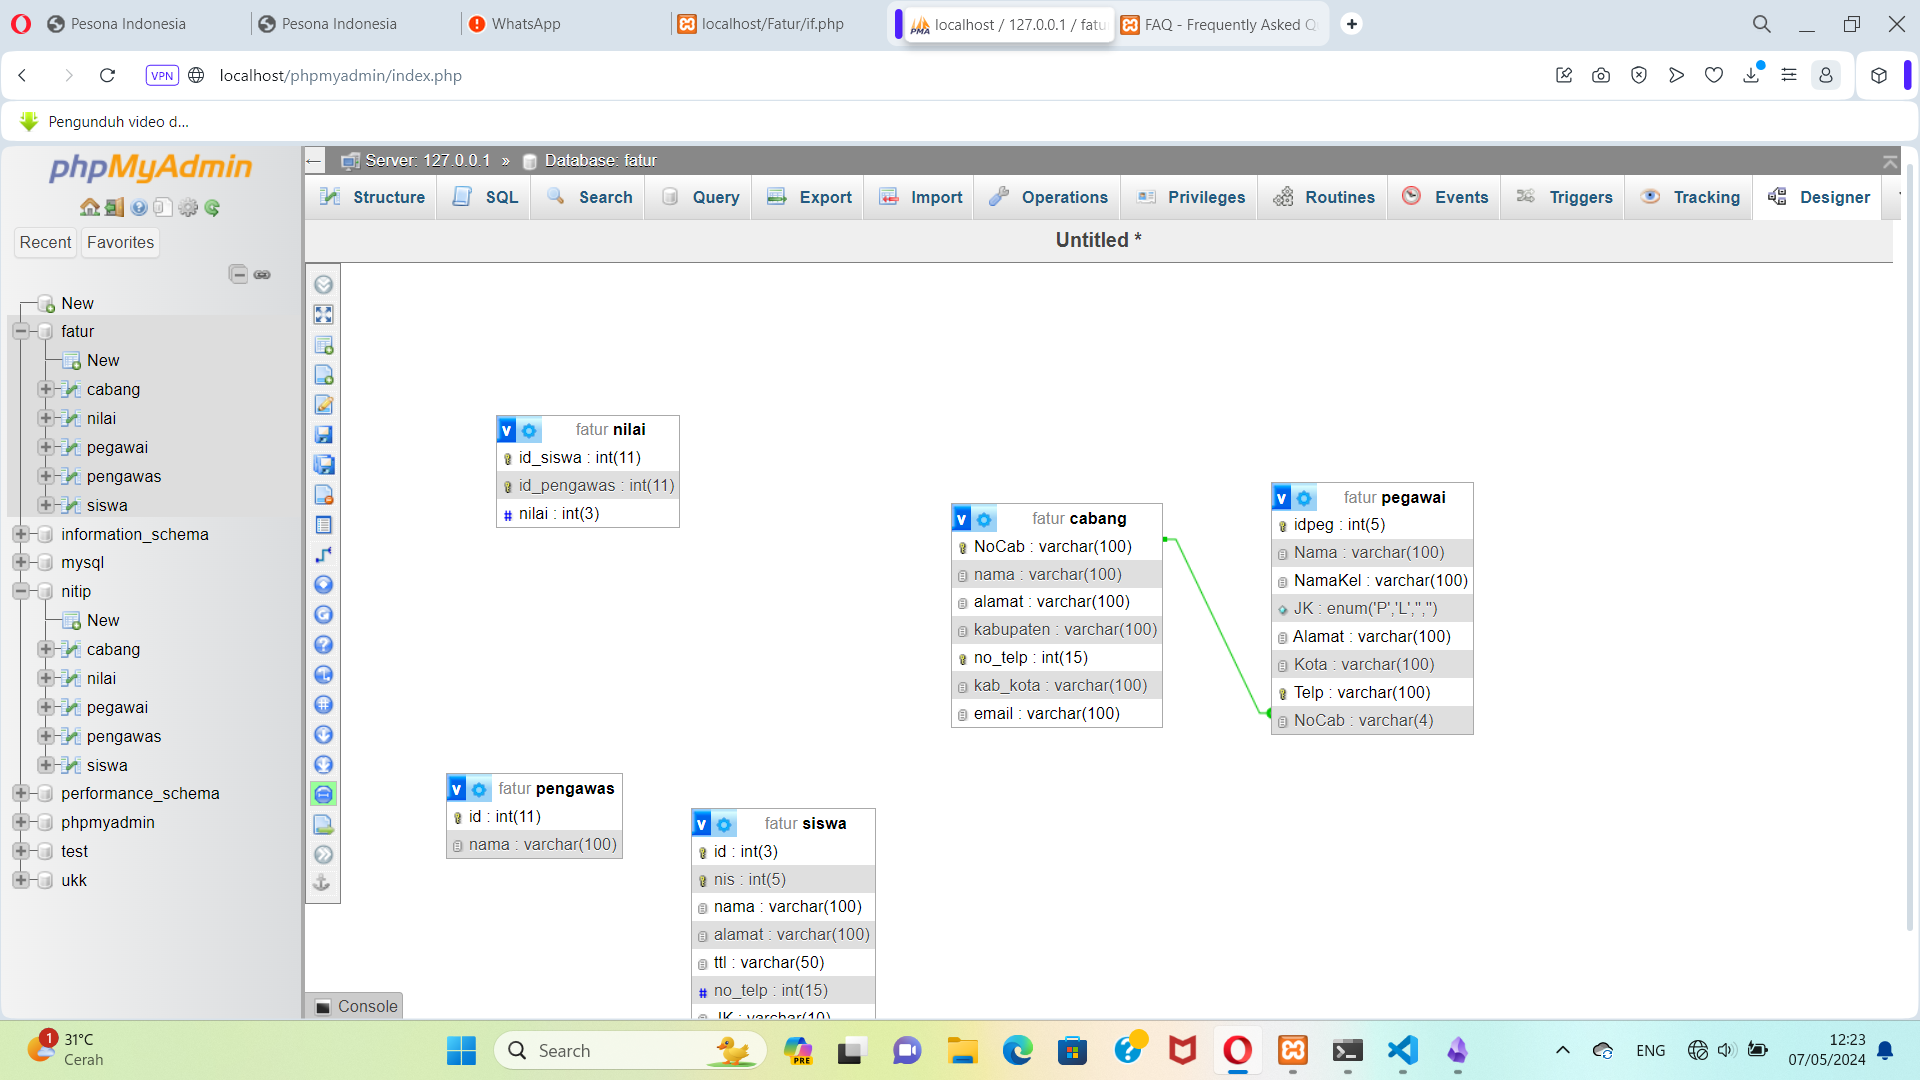 Pesona Indonesia
Pesona Indonesia
WhatsApp
localhost/Fatur/if.php
localhost / 127.0.0.1 / fatu
FAQ - Frequently Asked Q
VPN
localhost/phpmyadmin/index.php
Pengunduh video d...
phpMyAdmin
Recent
Favorites
New
fatur
New
cabang
nilai
pegawai
pengawas
siswa
information_schema
mysql
nitip
New
cabang
nilai
pegawai
pengawas
siswa
performance_schema
phpmyadmin
test
ukk
Server: 127.0.0.1 » Database: fatur
Structure
SQL
Search
Query
Export
Import
Operations
Privileges
Routines
Events
Triggers
Tracking
Designer
Untitled *
v fatur nilai
id_siswa : int(11)
id_pengawas : int(11)
# nilai : int(3)
v fatur cabang
NoCab : varchar(100)
nama : varchar(100)
alamat : varchar(100)
kabupaten : varchar(100)
no_telp : int(15)
kab_kota : varchar(100)
email : varchar(100)
v fatur pegawai
idpeg : int(5)
Nama : varchar(100)
NamaKel : varchar(100)
JK : enum('P','L','','')
Alamat : varchar(100)
Kota : varchar(100)
Telp : varchar(100)
NoCab : varchar(4)
v fatur pengawas
id : int(11)
nama : varchar(100)
v fatur siswa
id : int(3)
nis : int(5)
nama : varchar(100)
alamat : varchar(100)
ttl : varchar(50)
# no_telp : int(15)
JK : varchar(10)
Console
1
31°C
Cerah
Search
PRE
ENG
12:23
07/05/2024